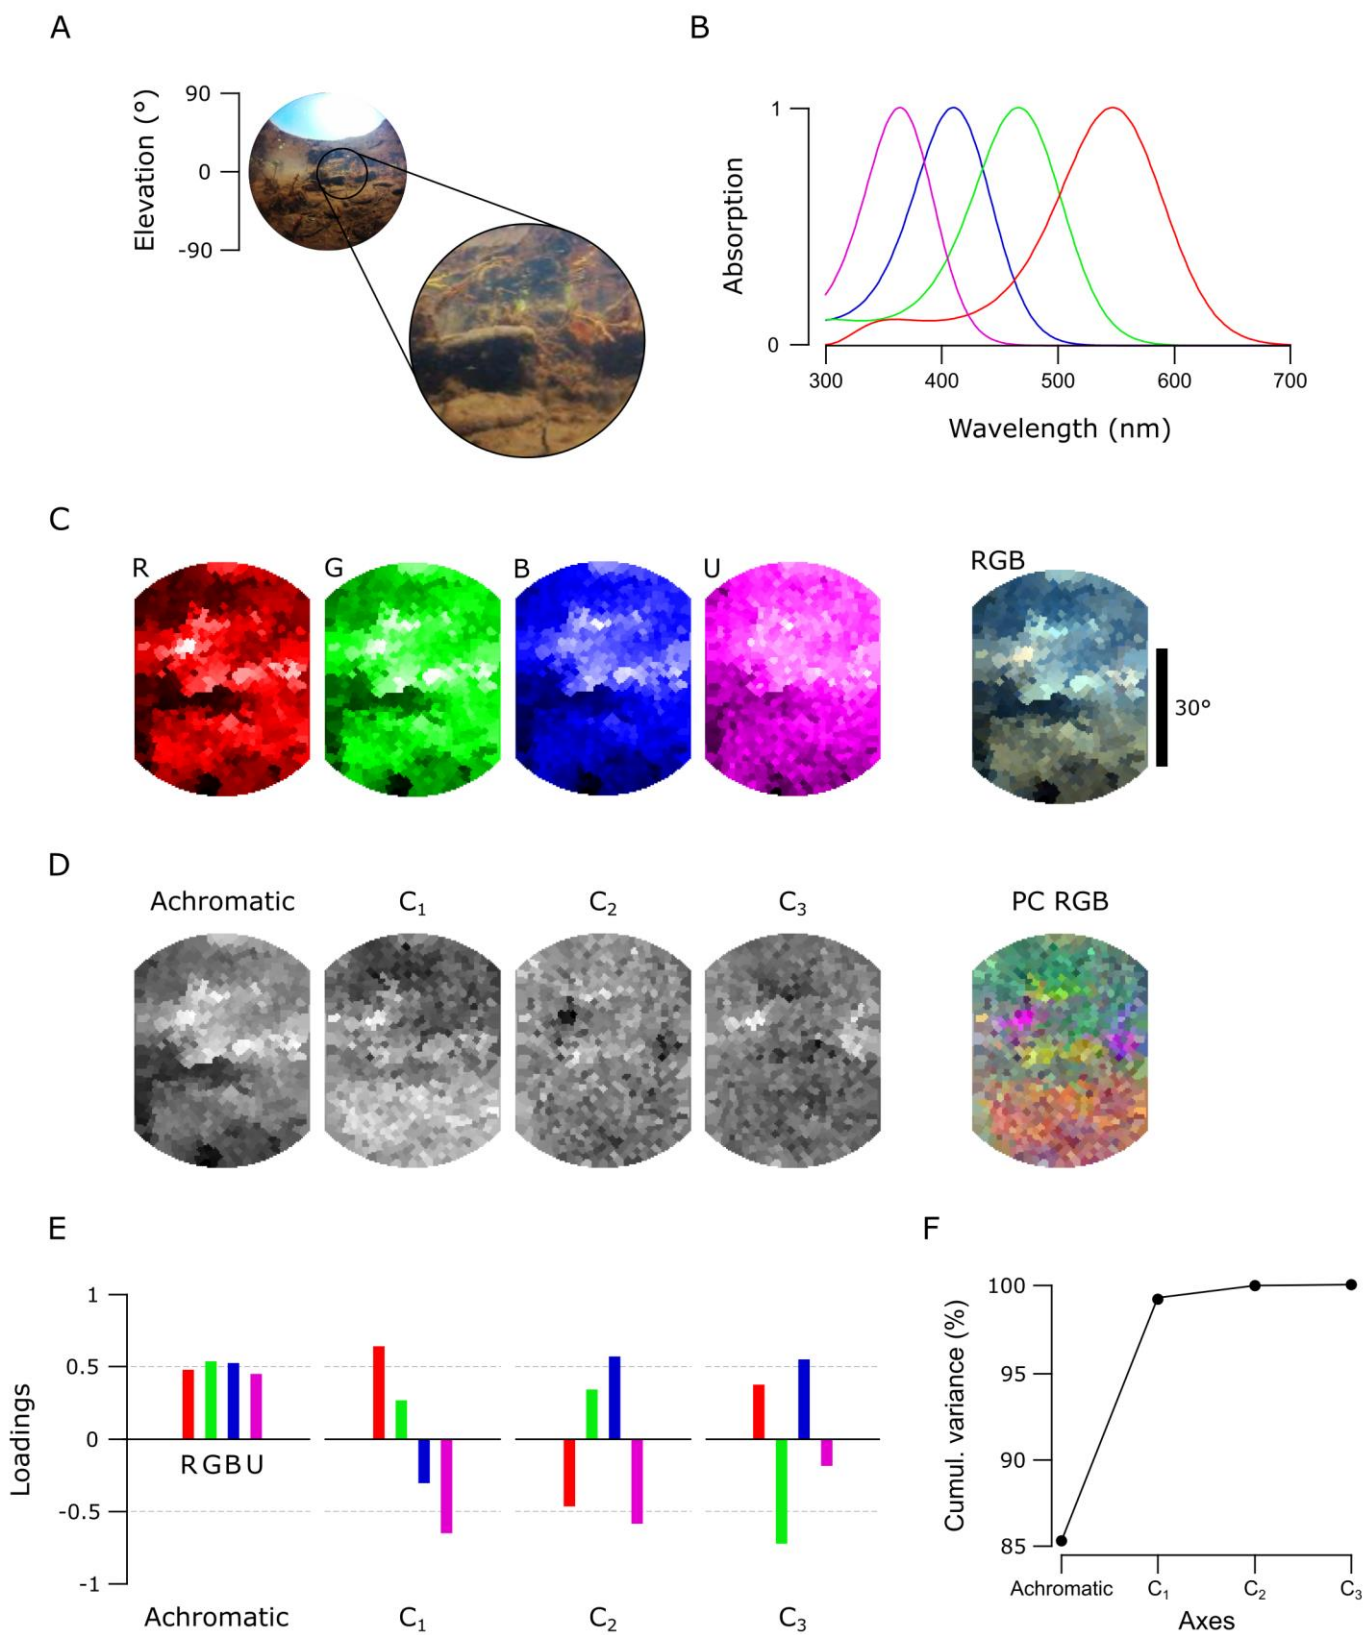 A
B
Elevation (°)
90
0
-90
Absorption
1
0
300 400 500 600 700
Wavelength (nm)
C
R G B U RGB
30°
D
Achromatic C₁ C₂ C₃ PC RGB
E
Loadings
1
0.5
0
-0.5
-1
R G B U
Achromatic C₁ C₂ C₃
F
Cumul. variance (%)
100
95
90
85
Achromatic C₁ C₂ C₃
Axes